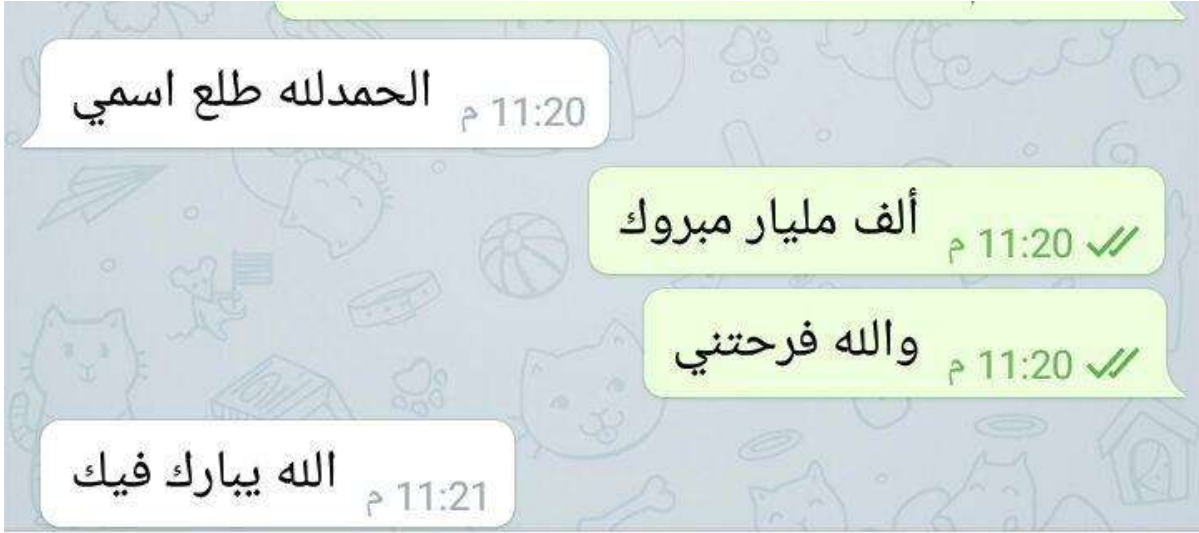 الحمدلله طلع اسمي
11:20 م
ألف مليار مبروك
11:20 م
والله فرحتني
11:20 م
الله يبارك فيك
11:21 م